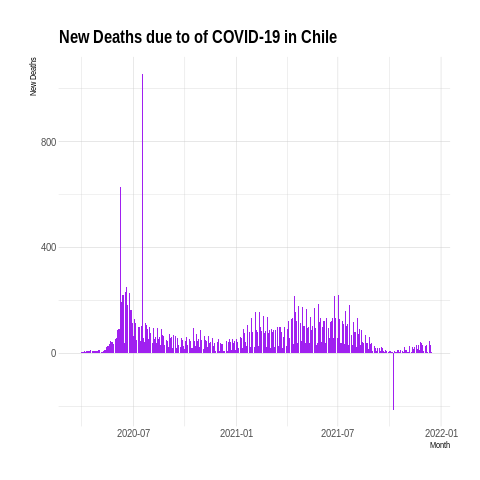 New Deaths due to of COVID-19 in Chile
New Deaths
800
400
0
2020-07 2021-01 2021-07 2022-01
Month